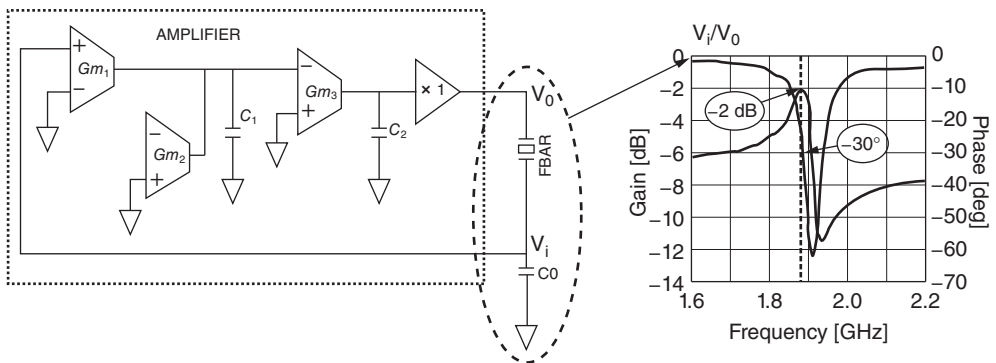 AMPLIFIER
+
Gm1
−
−
Gm2
+
C1
−
Gm3
+
C2
× 1
V0
FBAR
Vi
C0
Vi/V0
0
−2
−4
−6
−8
−10
−12
−14
Gain [dB]
−2 dB
−30°
0
−10
−20
−30
−40
−50
−60
−70
Phase [deg]
1.6
1.8
2.0
2.2
Frequency [GHz]